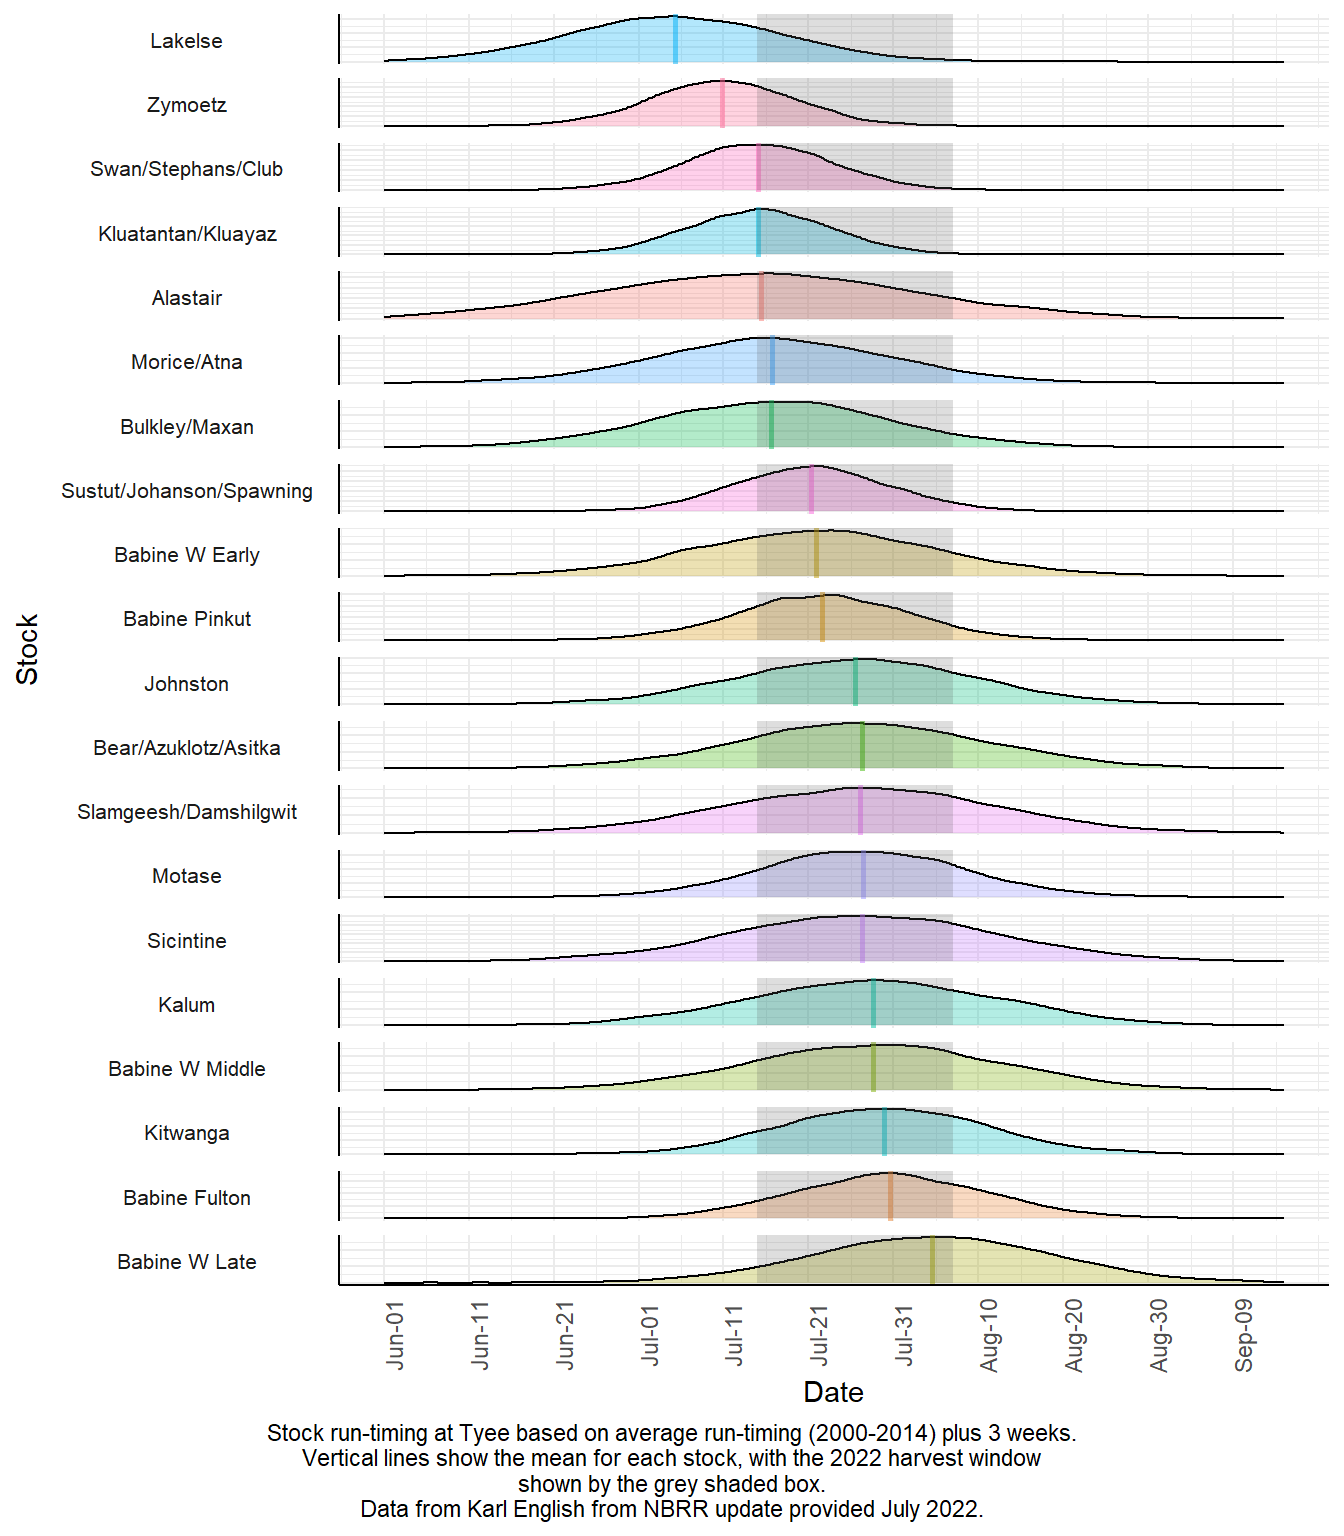 Lakelse
Zymoetz
Swan/Stephans/Club
Kluatantan/Kluayaz
Alastair
Morice/Atna
Bulkley/Maxan
Sustut/Johanson/Spawning
Babine W Early
Babine Pinkut
Johnston
Bear/Azuklotz/Asitka
Slamgeesh/Damshilgwit
Motase
Sicintine
Kalum
Babine W Middle
Kitwanga
Babine Fulton
Babine W Late
Stock
Jun-01
Jun-11
Jun-21
Jul-01
Jul-11
Jul-21
Jul-31
Aug-10
Aug-20
Aug-30
Sep-09
Date
Stock run-timing at Tyee based on average run-timing (2000-2014) plus 3 weeks.
Vertical lines show the mean for each stock, with the 2022 harvest window
shown by the grey shaded box.
Data from Karl English from NBRR update provided July 2022.